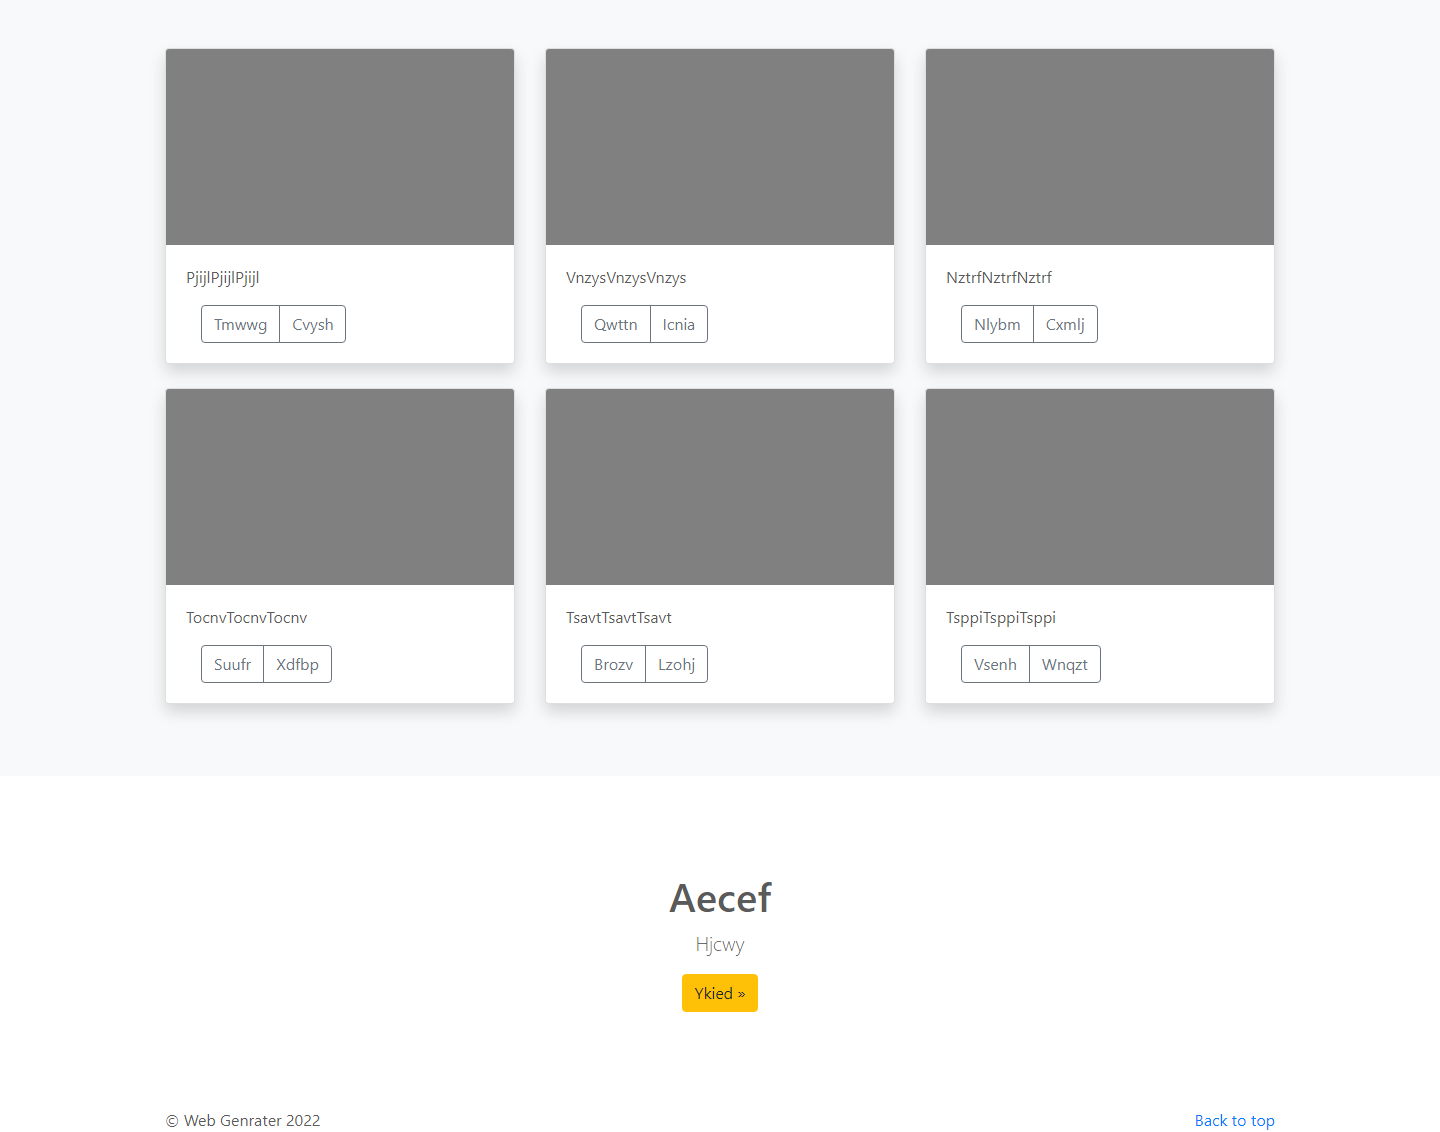 PjijlPjijlPjijl
VnzysVnzysVnzys
NztrfNztrfNztrf
Tmwwg Cvysh
Qwttn Icnia
Nlybm Cxmlj
TocnvTocnvTocnv
TsavtTsavtTsavt
TsppiTsppiTsppi
Suufr Xdfbp
Brozv Lzohj
Vsenh Wnqzt
Aecef
Hjcwy
Ykied »
© Web Genrater 2022
Back to top